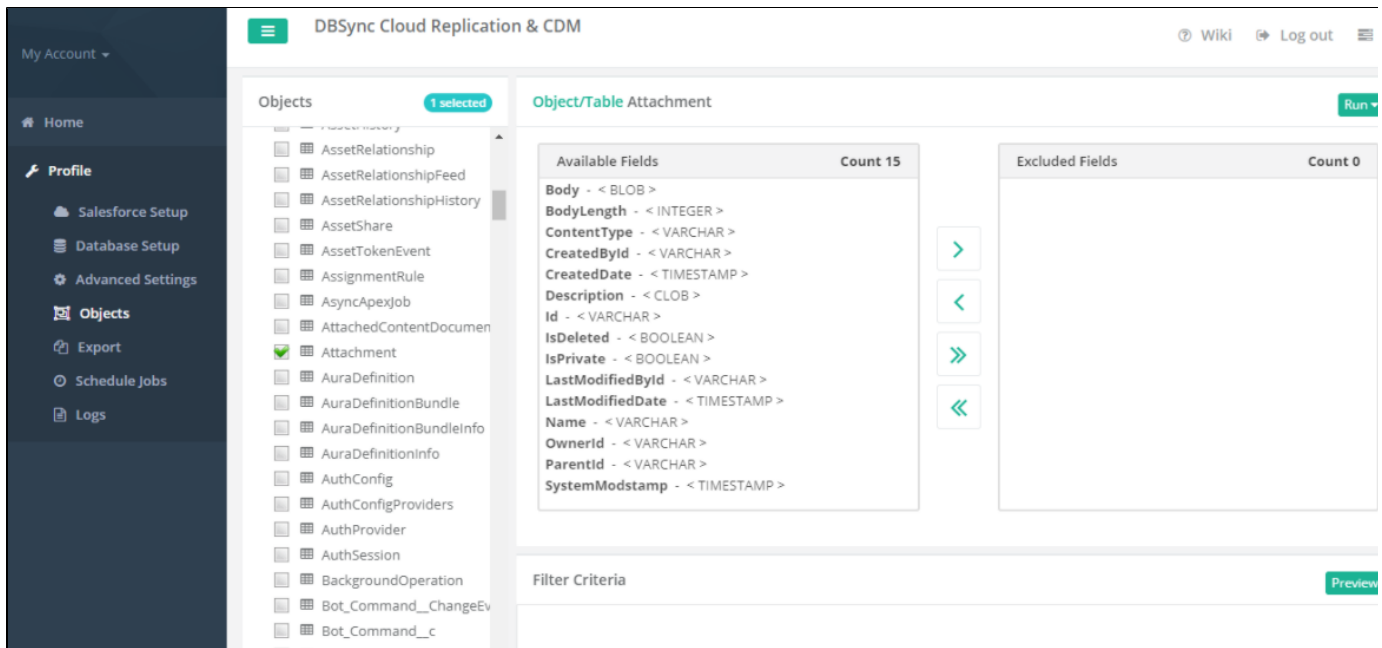 My Account
Home
Profile
Salesforce Setup
Database Setup
Advanced Settings
Objects
Export
Schedule Jobs
Logs
DBSync Cloud Replication & CDM
Wiki
Log out
Objects
1 selected
AssetHistory
AssetRelationship
AssetRelationshipFeed
AssetRelationshipHistory
AssetShare
AssetTokenEvent
AssignmentRule
AsyncApexJob
AttachedContentDocumen
Attachment
AuraDefinition
AuraDefinitionBundle
AuraDefinitionBundleInfo
AuraDefinitionInfo
AuthConfig
AuthConfigProviders
AuthProvider
AuthSession
BackgroundOperation
Bot_Command__ChangeEv
Bot_Command__c
Object/Table Attachment
Run
Available Fields Count 15
Body - < BLOB >
BodyLength - < INTEGER >
ContentType - < VARCHAR >
CreatedById - < VARCHAR >
CreatedDate - < TIMESTAMP >
Description - < CLOB >
Id - < VARCHAR >
IsDeleted - < BOOLEAN >
IsPrivate - < BOOLEAN >
LastModifiedById - < VARCHAR >
LastModifiedDate - < TIMESTAMP >
Name - < VARCHAR >
OwnerId - < VARCHAR >
ParentId - < VARCHAR >
SystemModstamp - < TIMESTAMP >
Excluded Fields Count 0
Filter Criteria
Preview